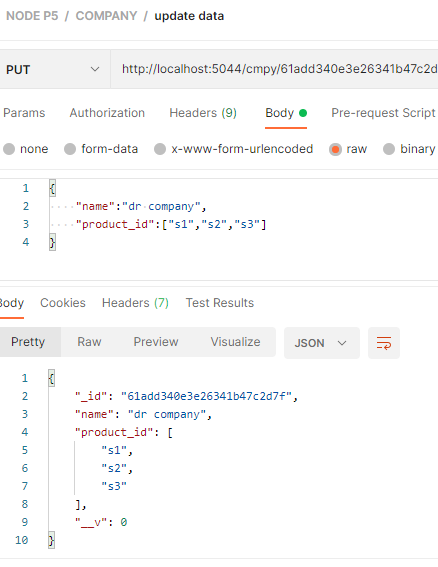 NODE P5 / COMPANY / update data
PUT http://localhost:5044/cmpy/61add340e3e26341b47c2d
Params Authorization Headers (9) Body Pre-request Script
none form-data x-www-form-urlencoded raw binary
1 {
2 "name":"dr company",
3 "product_id":["s1","s2","s3"]
4 }
Body Cookies Headers (7) Test Results
Pretty Raw Preview Visualize JSON
1 {
2 "_id": "61add340e3e26341b47c2d7f",
3 "name": "dr company",
4 "product_id": [
5 "s1",
6 "s2",
7 "s3"
8 ],
9 "__v": 0
10 }